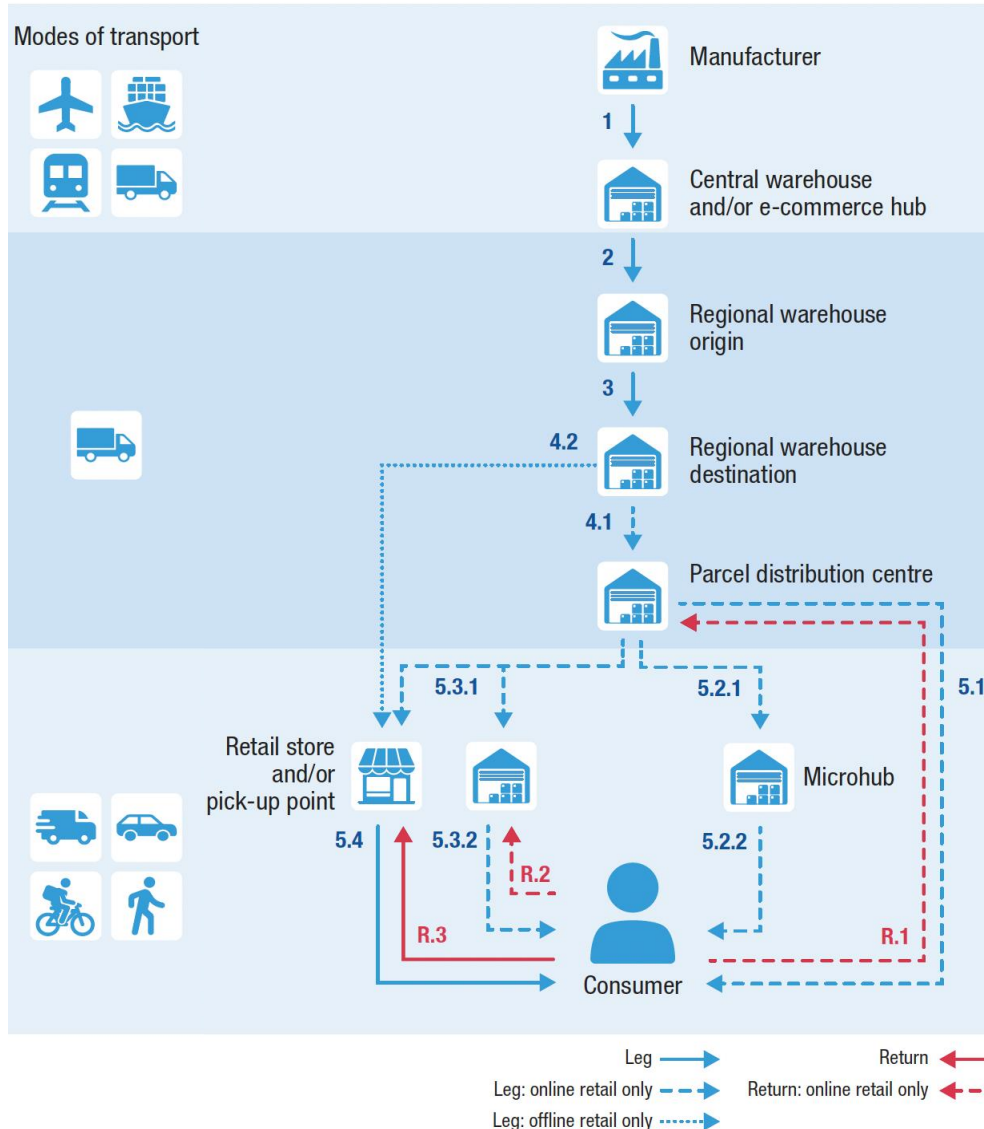 Modes of transport
Manufacturer
1
Central warehouse
and/or e-commerce hub
2
Regional warehouse
origin
3
4.2
Regional warehouse
destination
4.1
Parcel distribution centre
5.3.1
5.2.1
5.1
Retail store
and/or
pick-up point
Microhub
5.4
5.3.2
5.2.2
R.2
R.3
R.1
Consumer
Leg
Return
Leg: online retail only
Return: online retail only
Leg: offline retail only